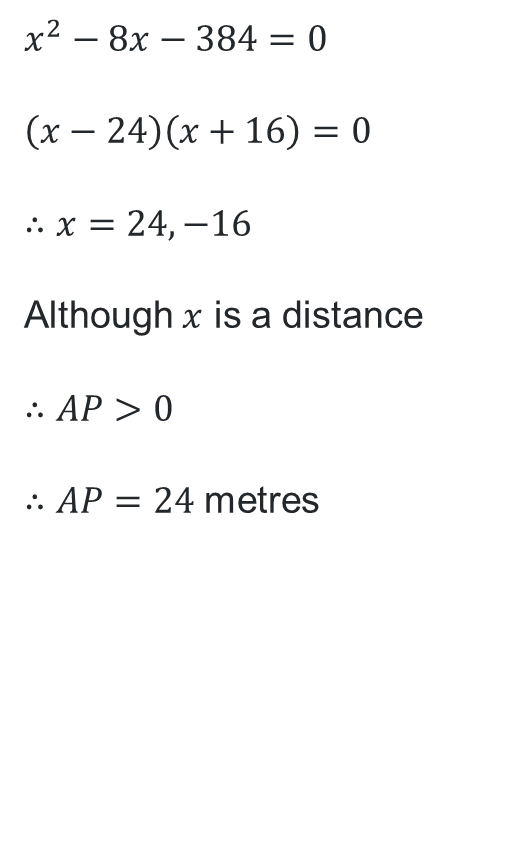 x² − 8x − 384 = 0
(x − 24)(x + 16) = 0
∴ x = 24, −16
Although x is a distance
∴ AP > 0
∴ AP = 24 metres